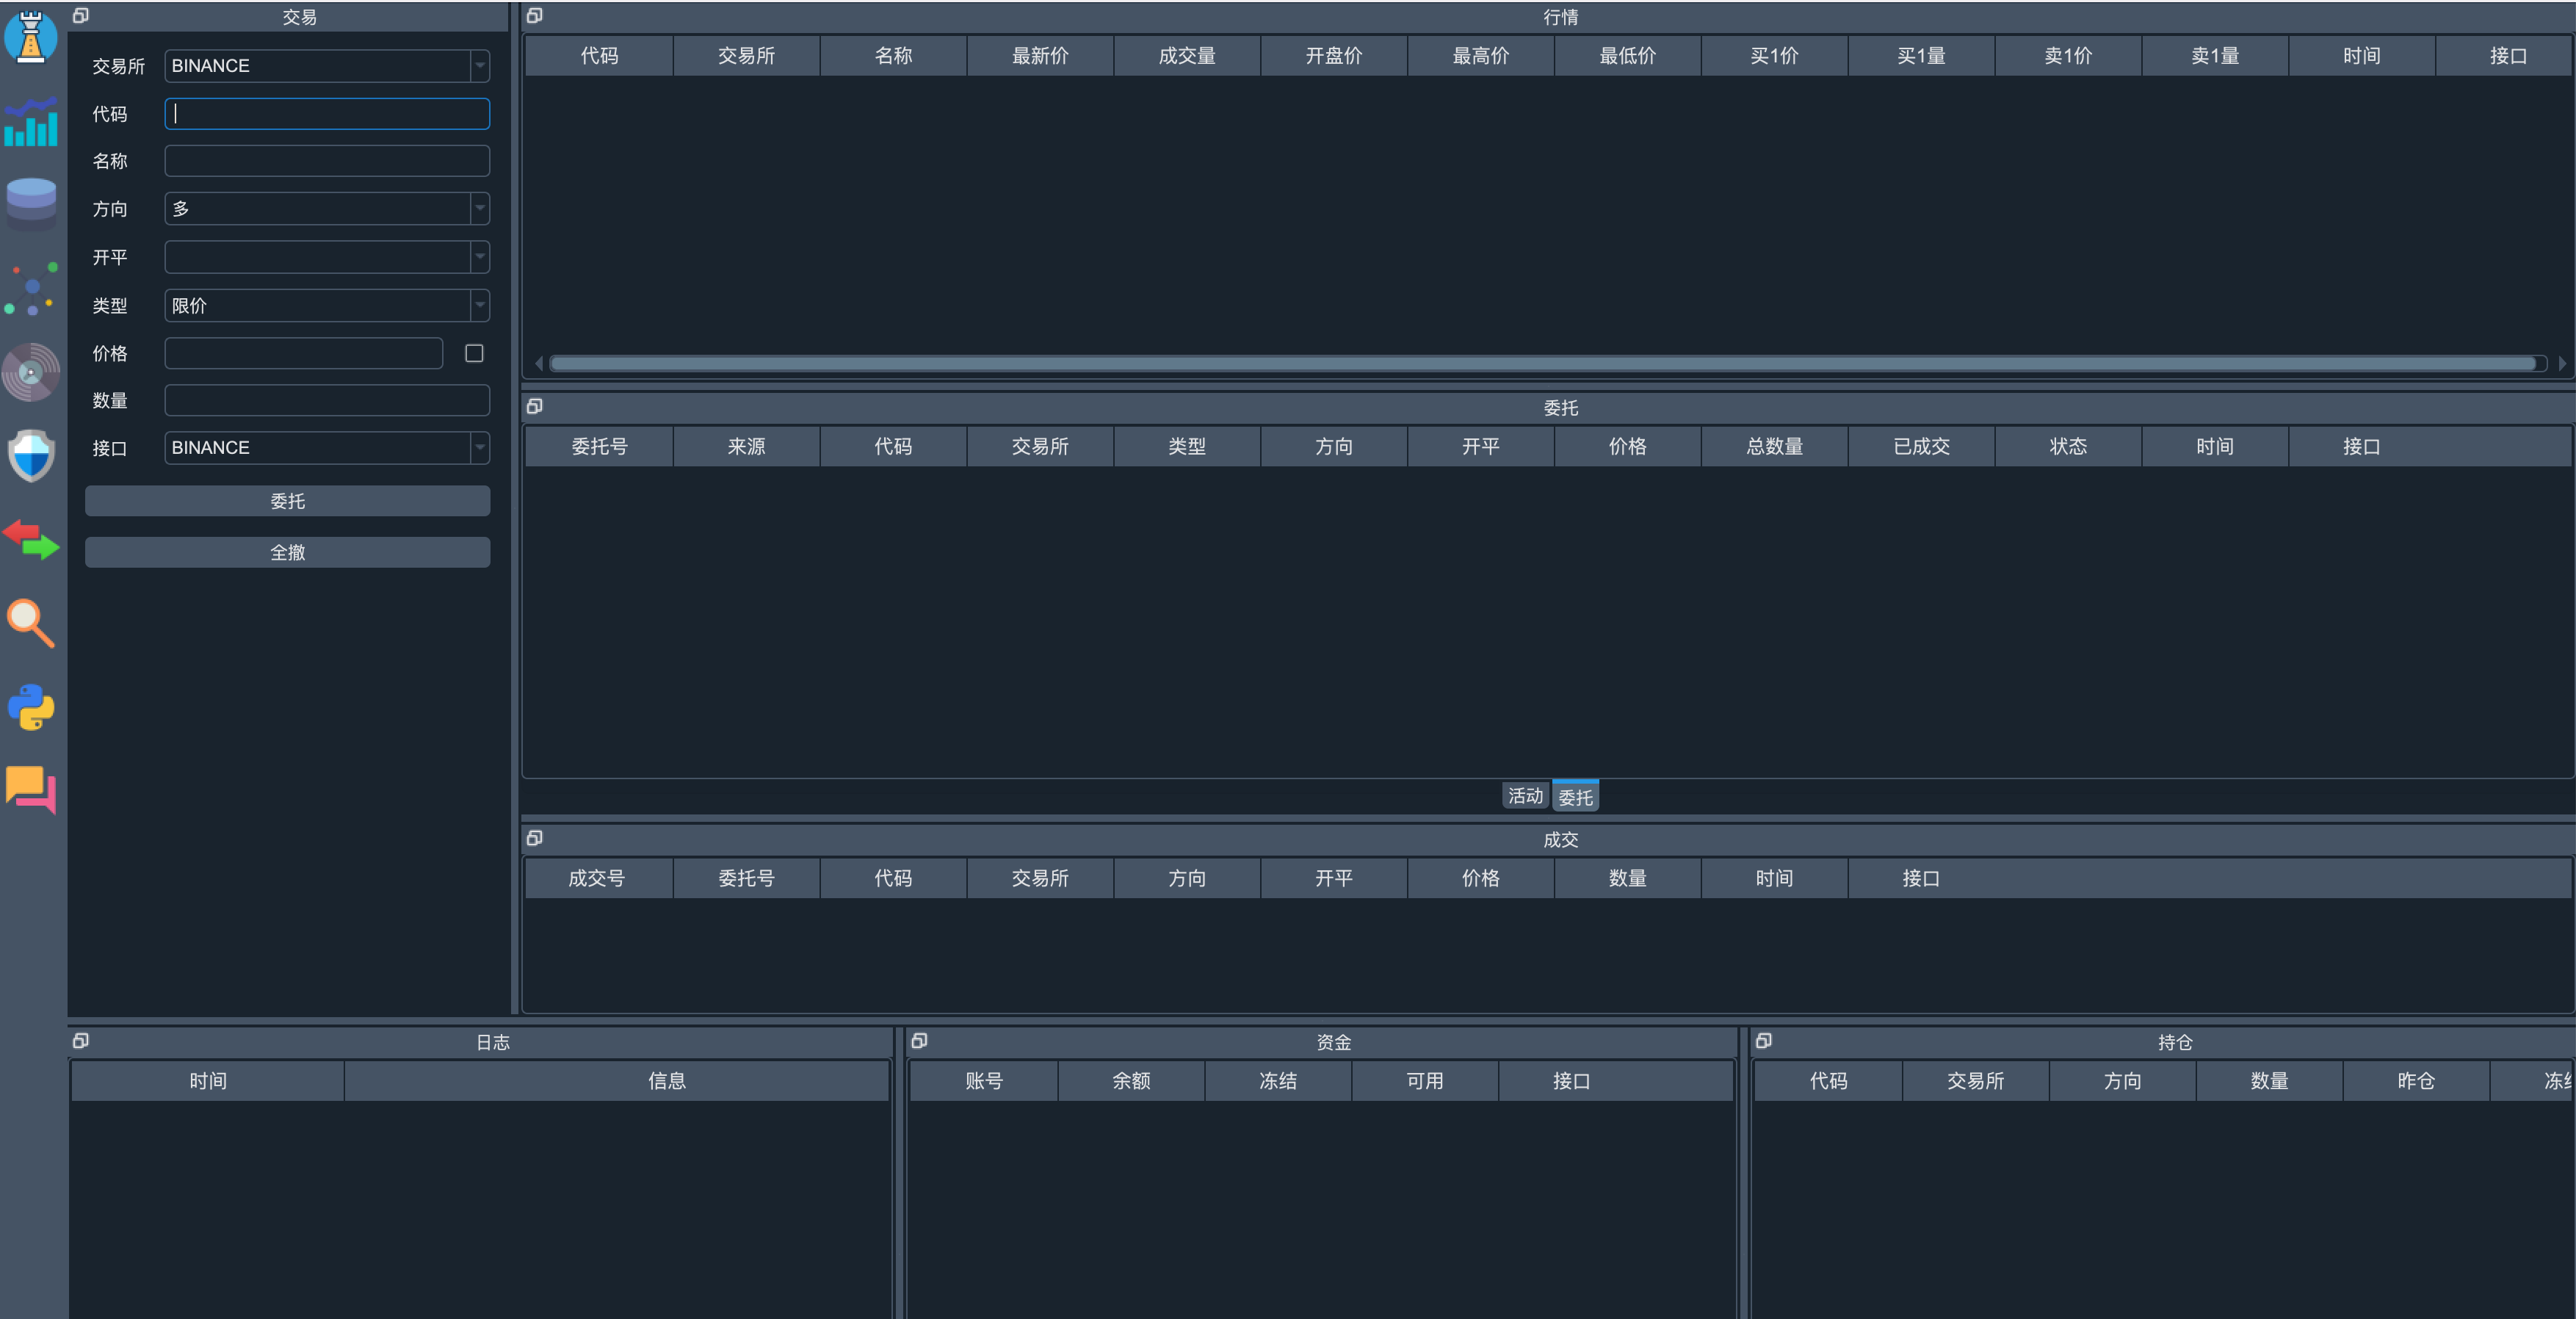 交易
交易所 BINANCE
代码
名称
方向 多
开平
类型 限价
价格
数量
接口 BINANCE
委托
全撤
行情
代码 交易所 名称 最新价 成交量 开盘价 最高价 最低价 买1价 买1量 卖1价 卖1量 时间 接口
委托
委托号 来源 代码 交易所 类型 方向 开平 价格 总数量 已成交 状态 时间 接口
活动 委托
成交
成交号 委托号 代码 交易所 方向 开平 价格 数量 时间 接口
日志
时间 信息
资金
账号 余额 冻结 可用 接口
持仓
代码 交易所 方向 数量 昨仓 冻